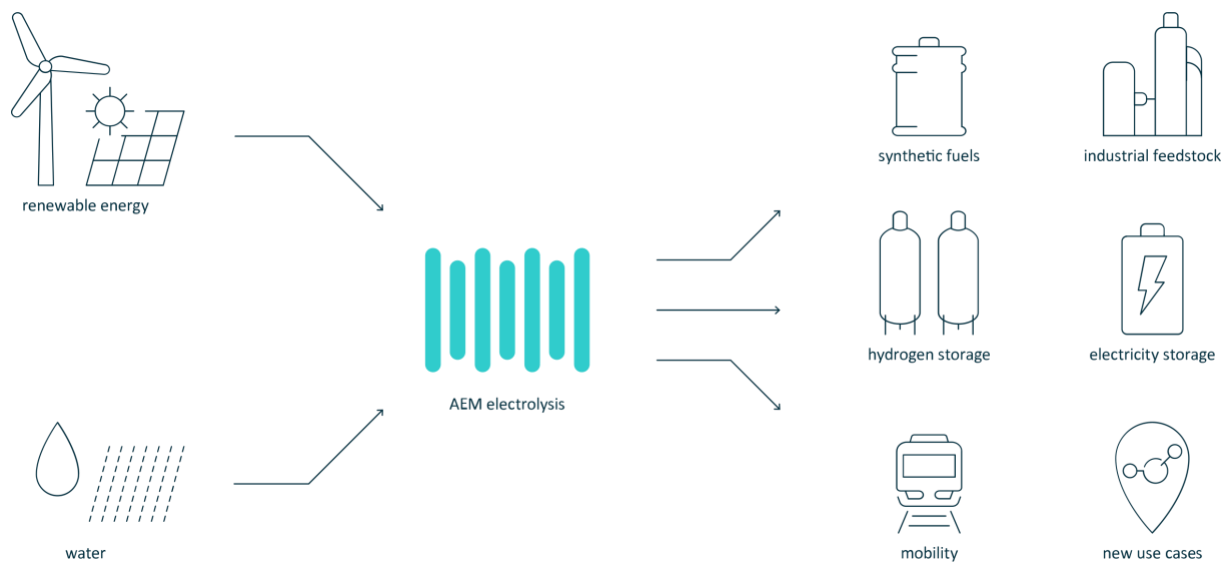 renewable energy
water
AEM electrolysis
synthetic fuels
industrial feedstock
hydrogen storage
electricity storage
mobility
new use cases